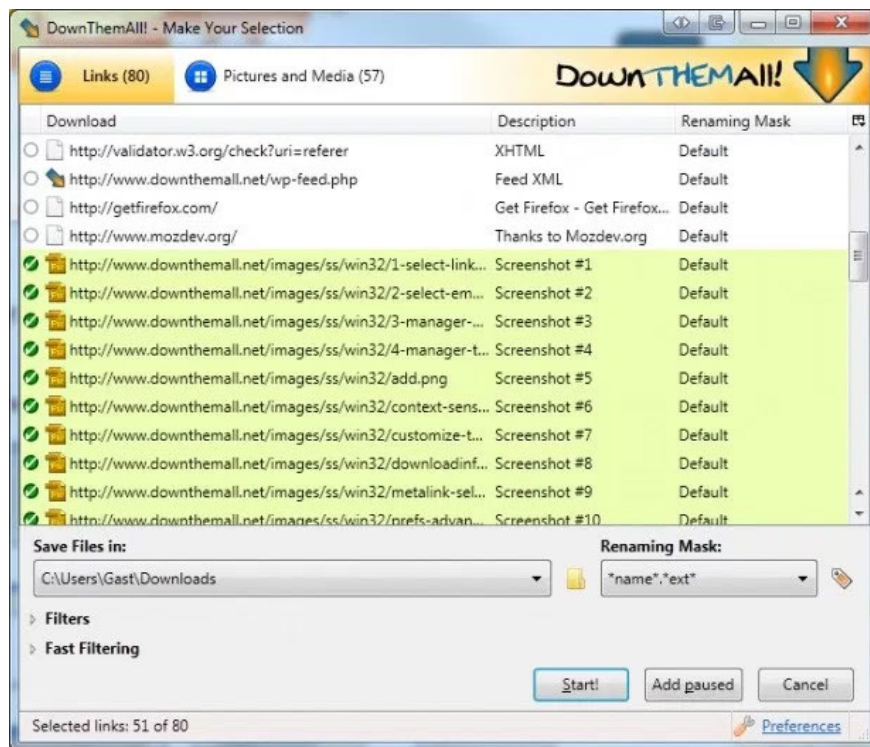 DownThemAll! - Make Your Selection
Links (80) Pictures and Media (57) DOWNTHEMALL!
Download Description Renaming Mask
http://validator.w3.org/check?uri=referer XHTML Default
http://www.downthemall.net/wp-feed.php Feed XML Default
http://getfirefox.com/ Get Firefox - Get Firefox... Default
http://www.mozdev.org/ Thanks to Mozdev.org Default
http://www.downthemall.net/images/ss/win32/1-select-link... Screenshot #1 Default
http://www.downthemall.net/images/ss/win32/2-select-em... Screenshot #2 Default
http://www.downthemall.net/images/ss/win32/3-manager-... Screenshot #3 Default
http://www.downthemall.net/images/ss/win32/4-manager-t... Screenshot #4 Default
http://www.downthemall.net/images/ss/win32/add.png Screenshot #5 Default
http://www.downthemall.net/images/ss/win32/context-sens... Screenshot #6 Default
http://www.downthemall.net/images/ss/win32/customize-t... Screenshot #7 Default
http://www.downthemall.net/images/ss/win32/downloadinf... Screenshot #8 Default
http://www.downthemall.net/images/ss/win32/metalink-sel... Screenshot #9 Default
http://www.downthemall.net/images/ss/win32/prefs-advan... Screenshot #10 Default
Save Files in: Renaming Mask:
C:\Users\Gast\Downloads *name*.*ext*
Filters
Fast Filtering
Start! Add paused Cancel
Selected links: 51 of 80 Preferences